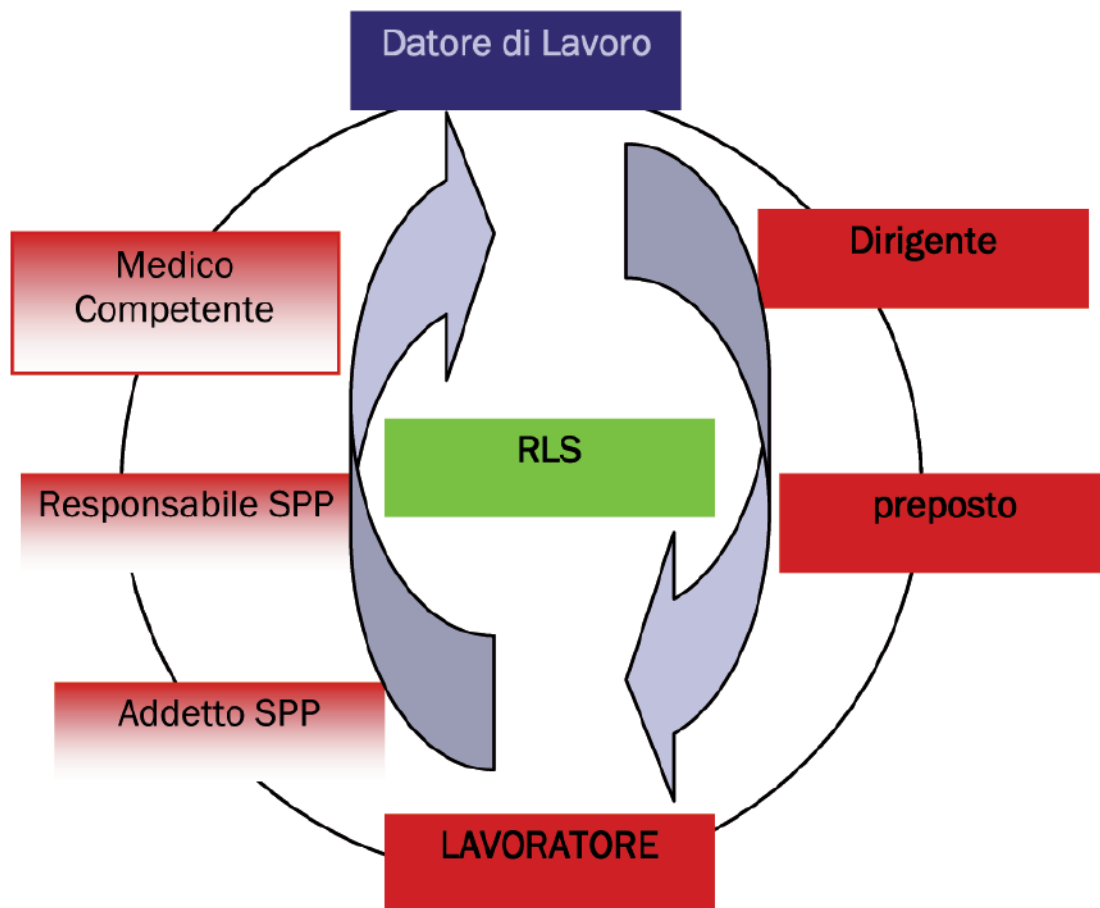 Datore di Lavoro
Dirigente
Medico
Competente
RLS
Responsabile SPP
preposto
Addetto SPP
LAVORATORE